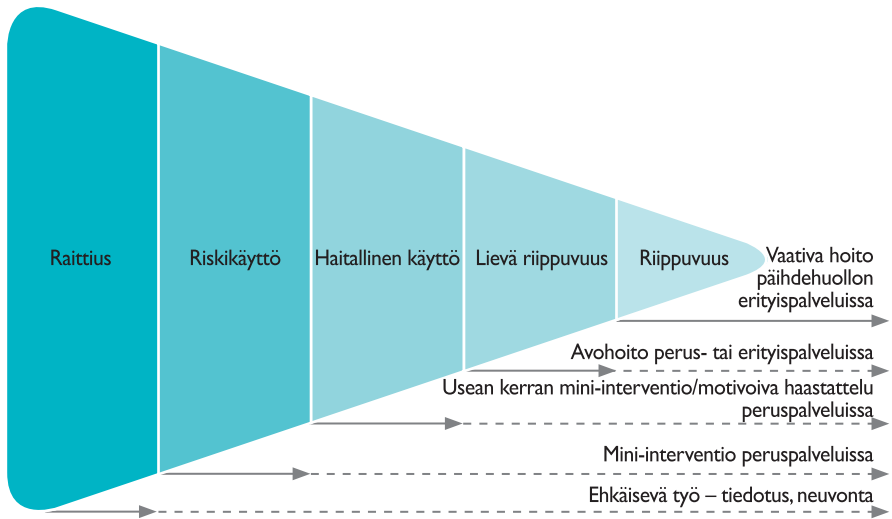 Raittius
Riskikäyttö
Haitallinen käyttö
Lievä riippuvuus
Riippuvuus
Vaativa hoito
päihdehuollon
erityispalveluissa
Avohoito perus- tai erityispalveluissa
Usean kerran mini-interventio/motivoiva haastattelu
peruspalveluissa
Mini-interventio peruspalveluissa
Ehkäisevä työ – tiedotus, neuvonta